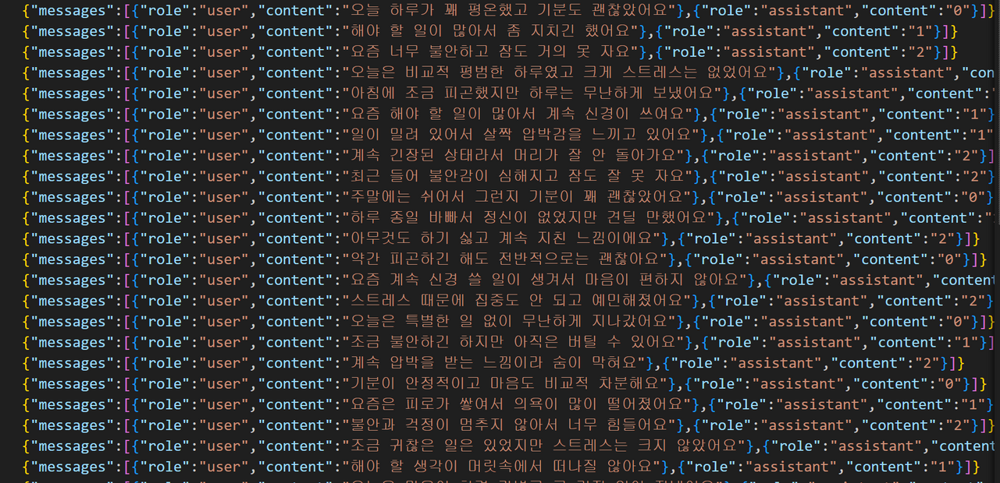 {"messages":[{"role":"user","content":"오늘 하루가 꽤 평온했고 기분도 괜찮았어요"},{"role":"assistant","content":"0"}]}
{"messages":[{"role":"user","content":"해야 할 일이 많아서 좀 지치긴 했어요"},{"role":"assistant","content":"1"}]}
{"messages":[{"role":"user","content":"요즘 너무 불안하고 잠도 거의 못 자요"},{"role":"assistant","content":"2"}]}
{"messages":[{"role":"user","content":"오늘은 비교적 평범한 하루였고 크게 스트레스는 없었어요"},{"role":"assistant","con
{"messages":[{"role":"user","content":"아침에 조금 피곤했지만 하루는 무난하게 보냈어요"},{"role":"assistant","content":"
{"messages":[{"role":"user","content":"요즘 해야 할 일이 많아서 계속 신경이 쓰여요"},{"role":"assistant","content":"1"}
{"messages":[{"role":"user","content":"일이 밀려 있어서 살짝 압박감을 느끼고 있어요"},{"role":"assistant","content":"1"
{"messages":[{"role":"user","content":"계속 긴장된 상태라서 머리가 잘 안 돌아가요"},{"role":"assistant","content":"2"}]
{"messages":[{"role":"user","content":"최근 들어 불안감이 심해지고 잠도 잘 못 자요"},{"role":"assistant","content":"2"}
{"messages":[{"role":"user","content":"주말에는 쉬어서 그런지 기분이 꽤 괜찮았어요"},{"role":"assistant","content":"0"}
{"messages":[{"role":"user","content":"하루 종일 바빠서 정신이 없었지만 견딜 만했어요"},{"role":"assistant","content":"
{"messages":[{"role":"user","content":"아무것도 하기 싫고 계속 지친 느낌이에요"},{"role":"assistant","content":"2"}]}
{"messages":[{"role":"user","content":"약간 피곤하긴 해도 전반적으로는 괜찮아요"},{"role":"assistant","content":"0"}]}
{"messages":[{"role":"user","content":"요즘 계속 신경 쓸 일이 생겨서 마음이 편하지 않아요"},{"role":"assistant","content
{"messages":[{"role":"user","content":"스트레스 때문에 집중도 안 되고 예민해졌어요"},{"role":"assistant","content":"2"}
{"messages":[{"role":"user","content":"오늘은 특별한 일 없이 무난하게 지나갔어요"},{"role":"assistant","content":"0"}]}
{"messages":[{"role":"user","content":"조금 불안하긴 하지만 아직은 버틸 수 있어요"},{"role":"assistant","content":"1"}]
{"messages":[{"role":"user","content":"계속 압박을 받는 느낌이라 숨이 막혀요"},{"role":"assistant","content":"2"}]}
{"messages":[{"role":"user","content":"기분이 안정적이고 마음도 비교적 차분해요"},{"role":"assistant","content":"0"}]}
{"messages":[{"role":"user","content":"요즘은 피로가 쌓여서 의욕이 많이 떨어졌어요"},{"role":"assistant","content":"1"}
{"messages":[{"role":"user","content":"불안과 걱정이 멈추지 않아서 너무 힘들어요"},{"role":"assistant","content":"2"}]}
{"messages":[{"role":"user","content":"조금 귀찮은 일은 있었지만 스트레스는 크지 않았어요"},{"role":"assistant","content
{"messages":[{"role":"user","content":"해야 할 생각이 머릿속에서 떠나질 않아요"},{"role":"assistant","content":"1"}]}